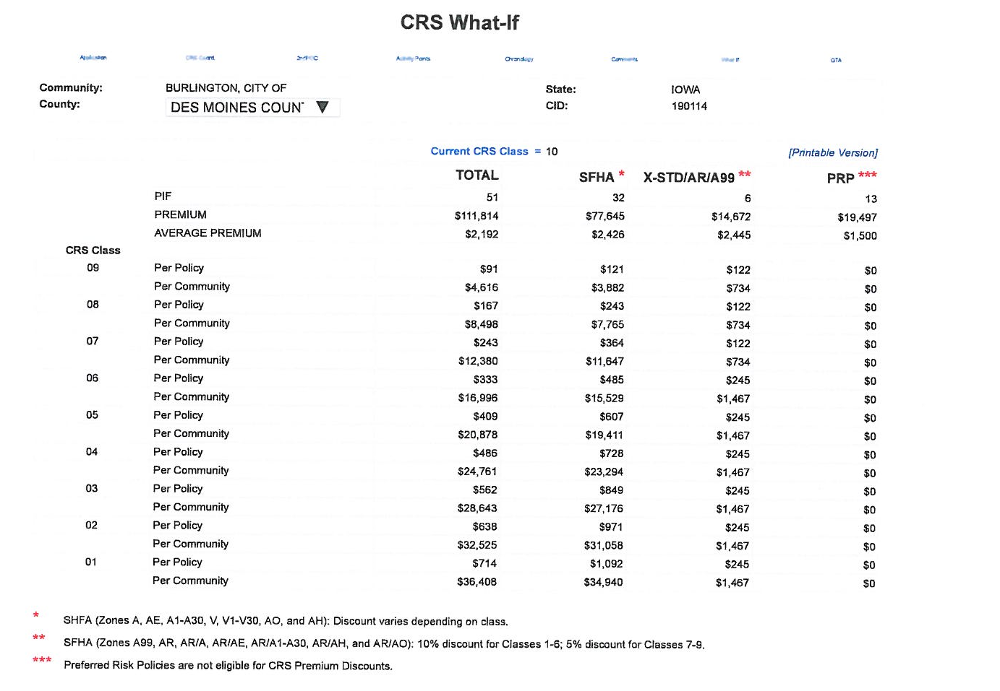 CRS What-If
Application CRS Coord. 2nd POC Activity Points Chronology Comments What If GTA
Community: BURLINGTON, CITY OF State: IOWA
County: DES MOINES COUN CID: 190114
Current CRS Class = 10 [Printable Version]
TOTAL SFHA * X-STD/AR/A99 ** PRP ***
PIF 51 32 6 13
PREMIUM $111,814 $77,645 $14,672 $19,497
AVERAGE PREMIUM $2,192 $2,426 $2,445 $1,500
CRS Class
09 Per Policy $91 $121 $122 $0
Per Community $4,616 $3,882 $734 $0
08 Per Policy $167 $243 $122 $0
Per Community $8,498 $7,765 $734 $0
07 Per Policy $243 $364 $122 $0
Per Community $12,380 $11,647 $734 $0
06 Per Policy $333 $485 $245 $0
Per Community $16,996 $15,529 $1,467 $0
05 Per Policy $409 $607 $245 $0
Per Community $20,878 $19,411 $1,467 $0
04 Per Policy $486 $728 $245 $0
Per Community $24,761 $23,294 $1,467 $0
03 Per Policy $562 $849 $245 $0
Per Community $28,643 $27,176 $1,467 $0
02 Per Policy $638 $971 $245 $0
Per Community $32,525 $31,058 $1,467 $0
01 Per Policy $714 $1,092 $245 $0
Per Community $36,408 $34,940 $1,467 $0
* SHFA (Zones A, AE, A1-A30, V, V1-V30, AO, and AH): Discount varies depending on class.
** SFHA (Zones A99, AR, AR/A, AR/AE, AR/A1-A30, AR/AH, and AR/AO): 10% discount for Classes 1-6; 5% discount for Classes 7-9.
*** Preferred Risk Policies are not eligible for CRS Premium Discounts.